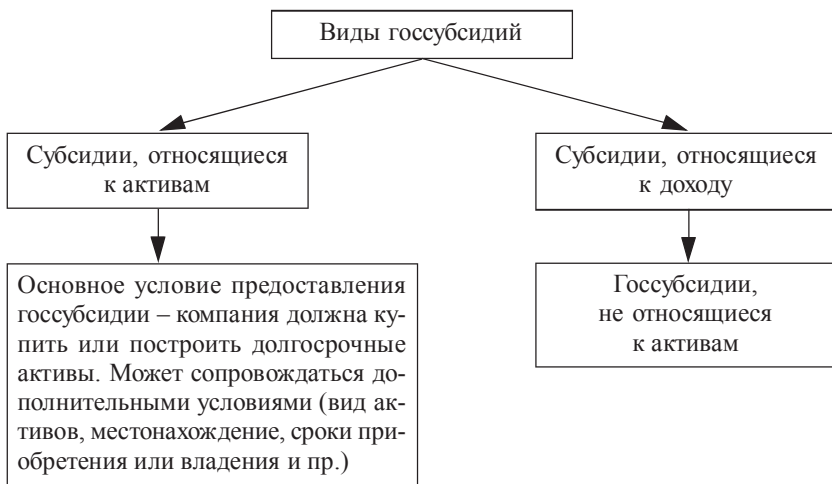 Виды госсубсидий
Субсидии, относящиеся
к активам
Субсидии, относящиеся
к доходу
Основное условие предоставления
госсубсидии – компания должна ку-
пить или построить долгосрочные
активы. Может сопровождаться до-
полнительными условиями (вид ак-
тивов, местонахождение, сроки при-
обретения или владения и пр.)
Госсубсидии,
не относящиеся
к активам